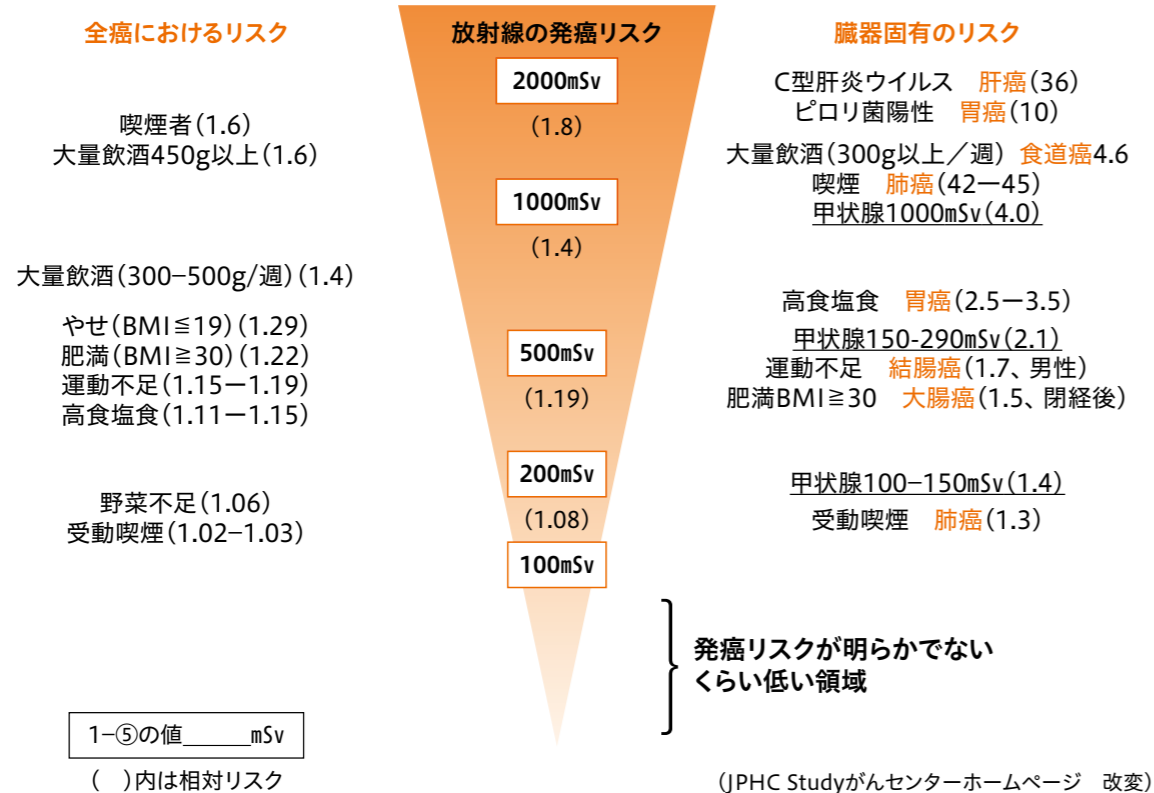 全癌におけるリスク
喫煙者(1.6)
大量飲酒450g以上(1.6)
大量飲酒(300−500g/週)(1.4)
やせ(BMI≦19)(1.29)
肥満(BMI≧30)(1.22)
運動不足(1.15ー1.19)
高食塩食(1.11ー1.15)
野菜不足(1.06)
受動喫煙(1.02−1.03)
1−⑤の値_____mSv
(　)内は相対リスク
放射線の発癌リスク
2000mSv
(1.8)
1000mSv
(1.4)
500mSv
(1.19)
200mSv
(1.08)
100mSv
臓器固有のリスク
C型肝炎ウイルス　肝癌(36)
ピロリ菌陽性　胃癌(10)
大量飲酒(300g以上／週)　食道癌4.6
喫煙　肺癌(42ー45)
甲状腺1000mSv(4.0)
高食塩食　胃癌(2.5ー3.5)
甲状腺150-290mSv(2.1)
運動不足　結腸癌(1.7、男性)
肥満BMI≧30　大腸癌(1.5、閉経後)
甲状腺100−150mSv(1.4)
受動喫煙　肺癌(1.3)
発癌リスクが明らかでない
くらい低い領域
(JPHC Studyがんセンターホームページ　改変)